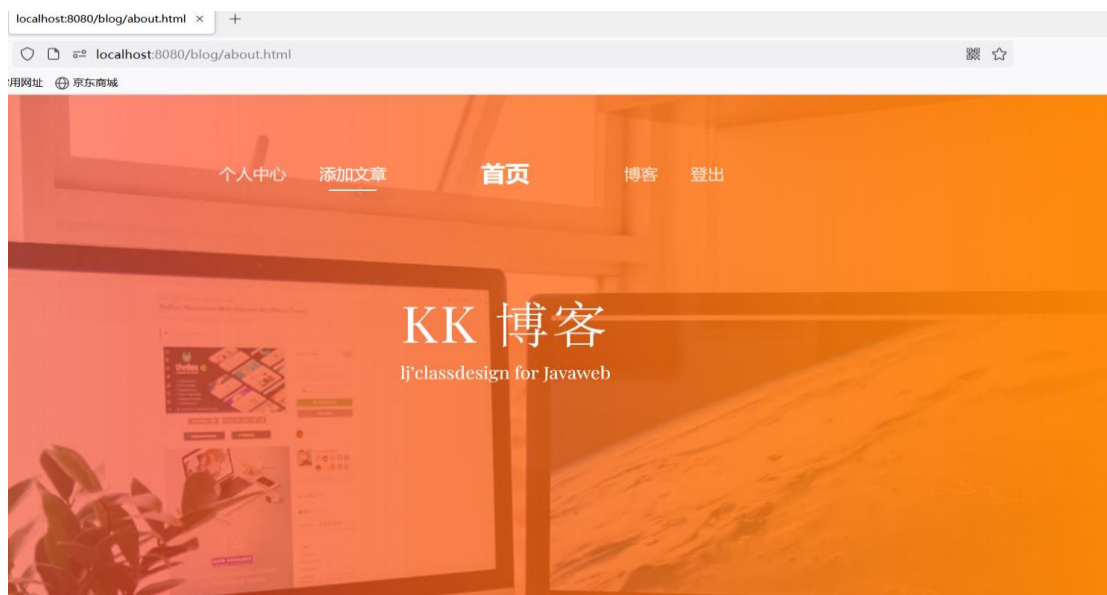 localhost:8080/blog/about.html × +
localhost:8080/blog/about.html
用网址 京东商城
个人中心 添加文章 首页 博客 登出
KK 博客
lj'classdesign for Javaweb